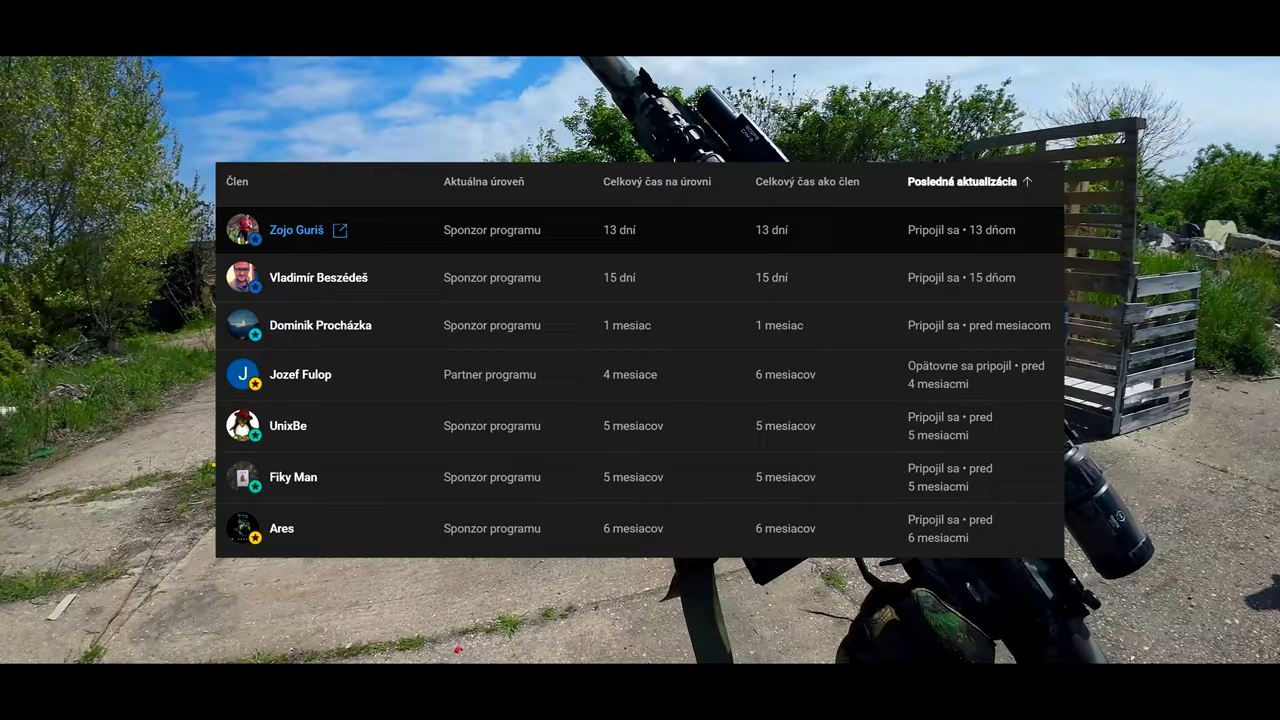 Člen Aktuálna úroveň Celkový čas na úrovni Celkový čas ako člen Posledná aktualizácia
Zojo Guriš Sponzor programu 13 dní 13 dní Pripojil sa • 13 dňom
Vladimír Beszédeš Sponzor programu 15 dní 15 dní Pripojil sa • 15 dňom
Dominik Procházka Sponzor programu 1 mesiac 1 mesiac Pripojil sa • pred mesiacom
Jozef Fulop Partner programu 4 mesiace 6 mesiacov Opätovne sa pripojil • pred
4 mesiacmi
UnixBe Sponzor programu 5 mesiacov 5 mesiacov Pripojil sa • pred
5 mesiacmi
Fiky Man Sponzor programu 5 mesiacov 5 mesiacov Pripojil sa • pred
5 mesiacmi
Ares Sponzor programu 6 mesiacov 6 mesiacov Pripojil sa • pred
6 mesiacmi
J